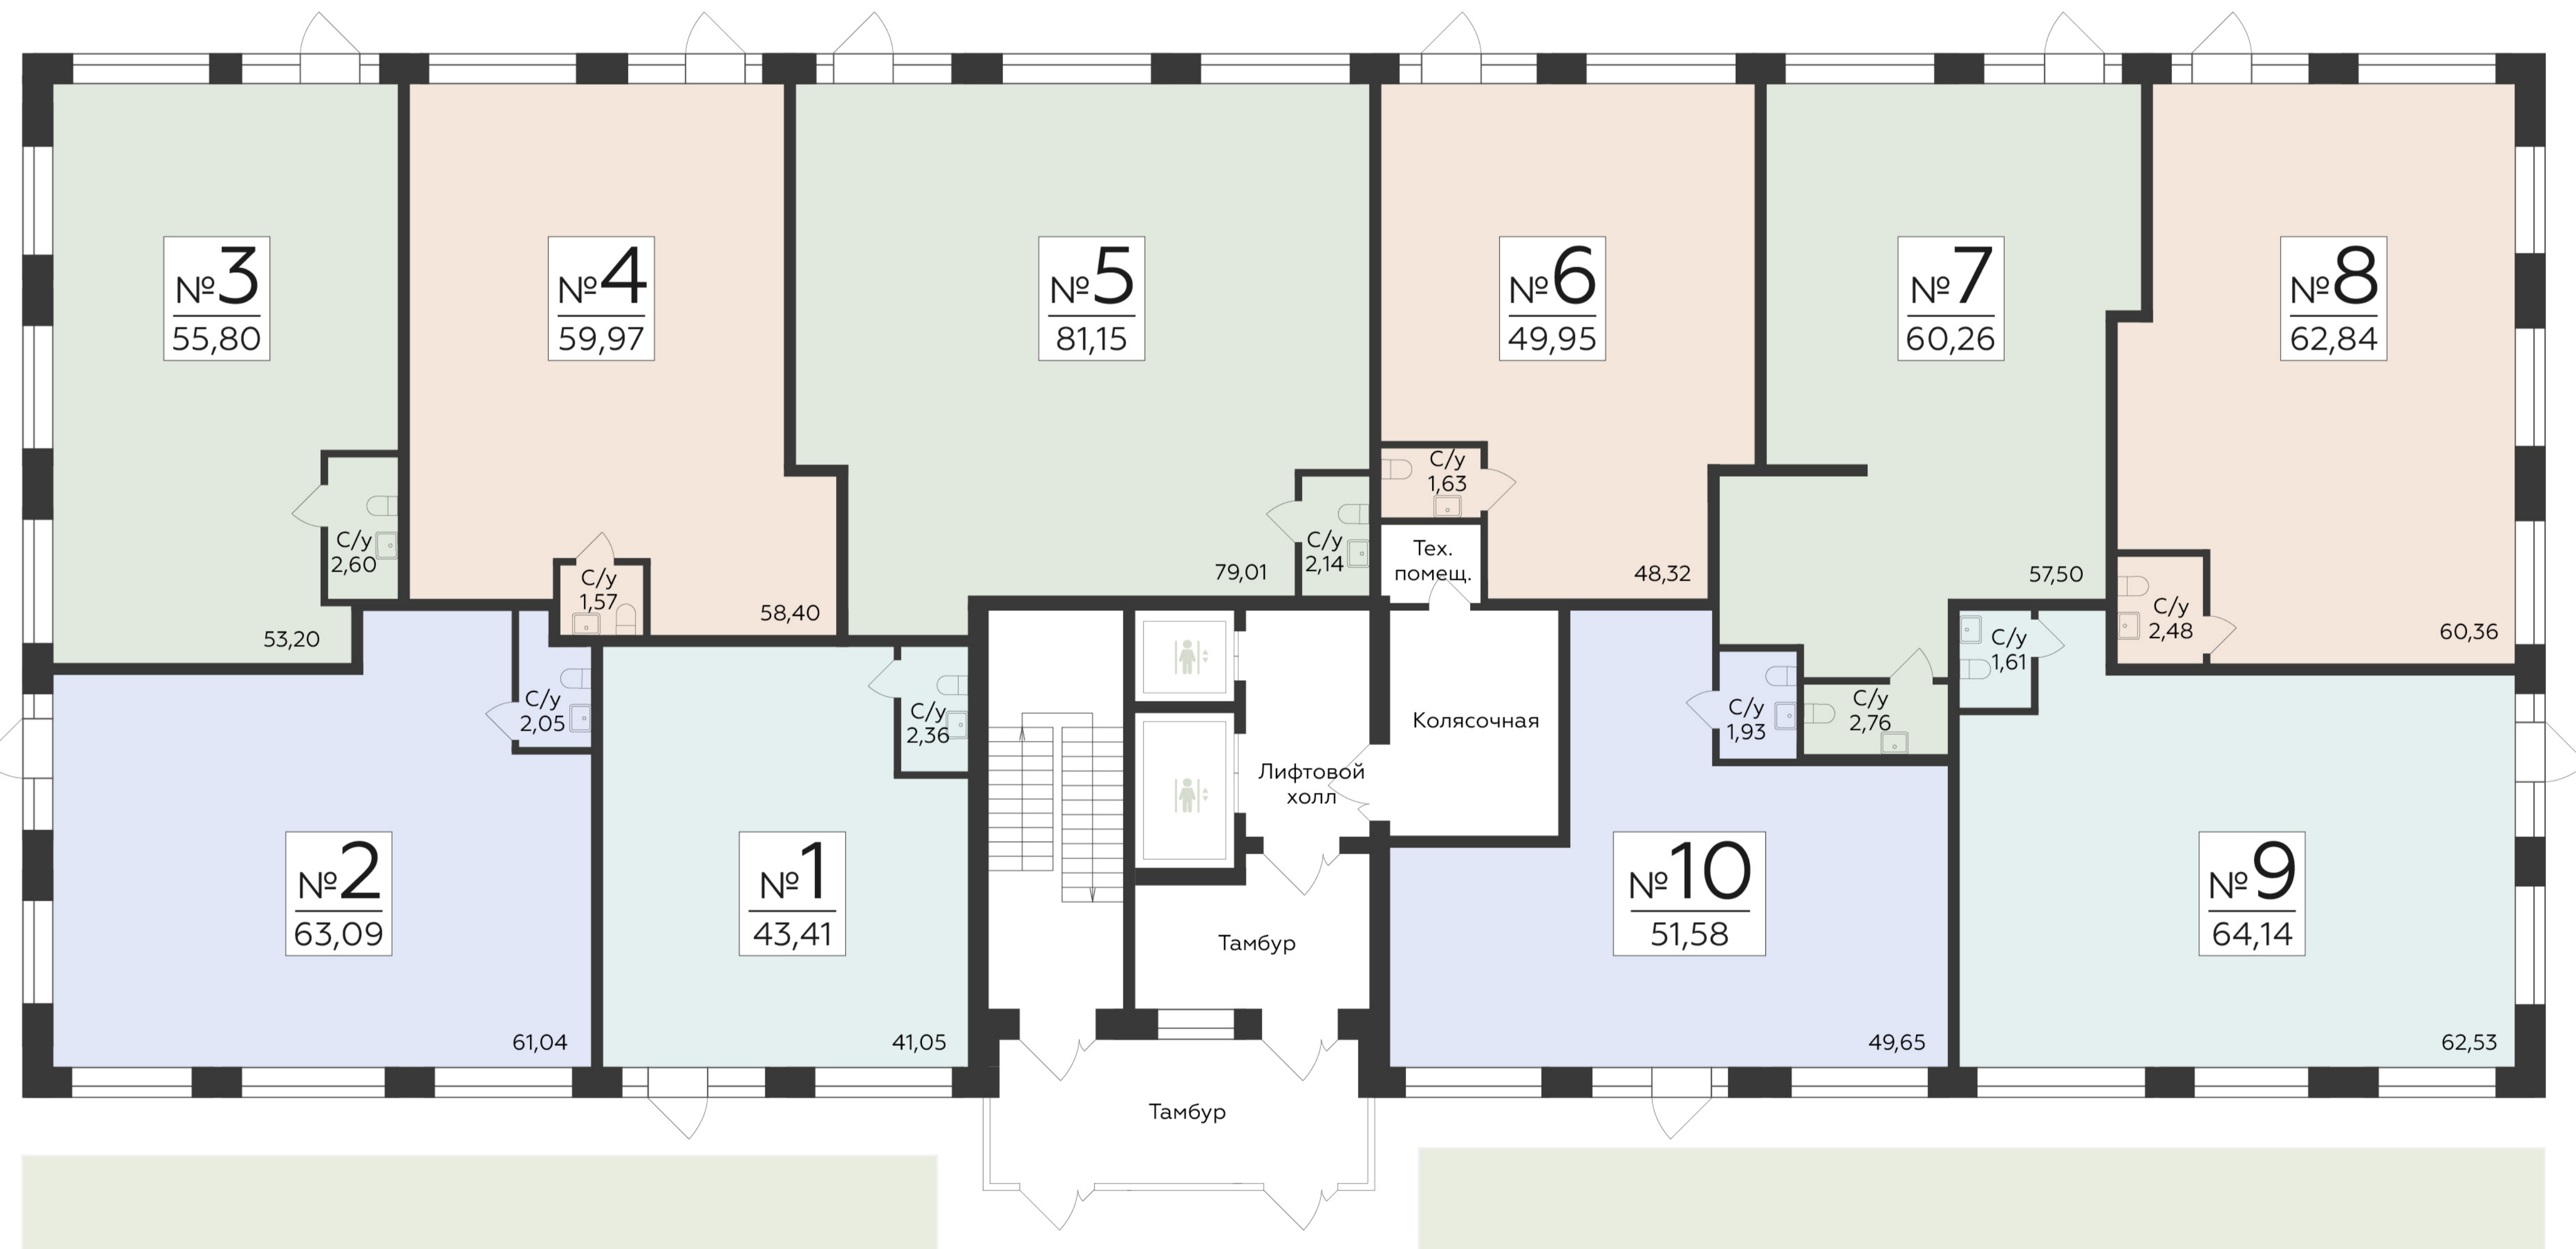 №3
55,80
С/у
2,60
53,20
№4
59,97
С/у
1,57
58,40
№5
81,15
С/у
2,14
79,01
№6
49,95
С/у
1,63
Тех.
помещ.
48,32
№7
60,26
57,50
С/у
2,76
№8
62,84
С/у
2,48
60,36
№2
63,09
С/у
2,05
61,04
№1
43,41
С/у
2,36
41,05
Лифтовой
холл
Колясочная
Тамбур
Тамбур
№10
51,58
С/у
1,93
49,65
№9
64,14
С/у
1,61
62,53